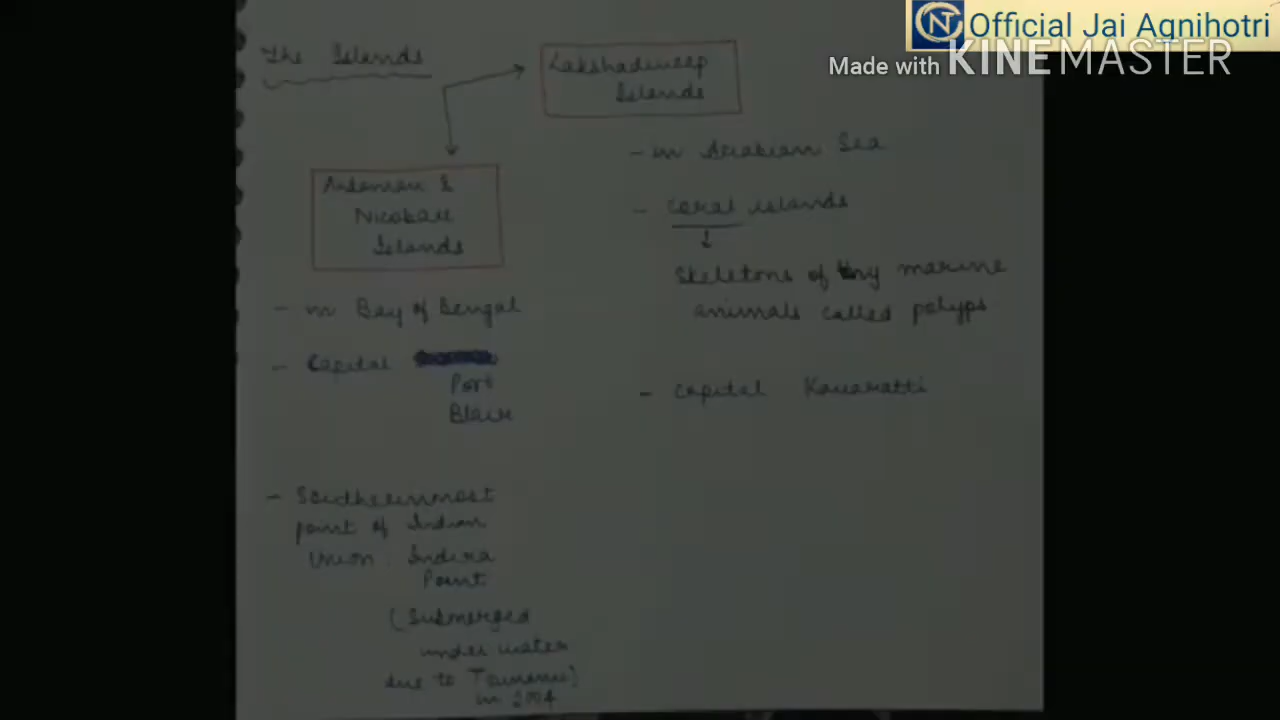 Official Jai Agnihotri
Made with KINEMASTER
The Islands
Lakshadweep
Islands
- in Arabian Sea
- Coral islands
Skeletons of tiny marine
animals called polyps
- Capital Kavaratti
Andaman &
Nicobar
Islands
- in Bay of Bengal
- Capital
Port
Blair
- Southernmost
point of Indian
Union. Indira
Point
(Submerged
under water
due to Tsunami)
in 2004